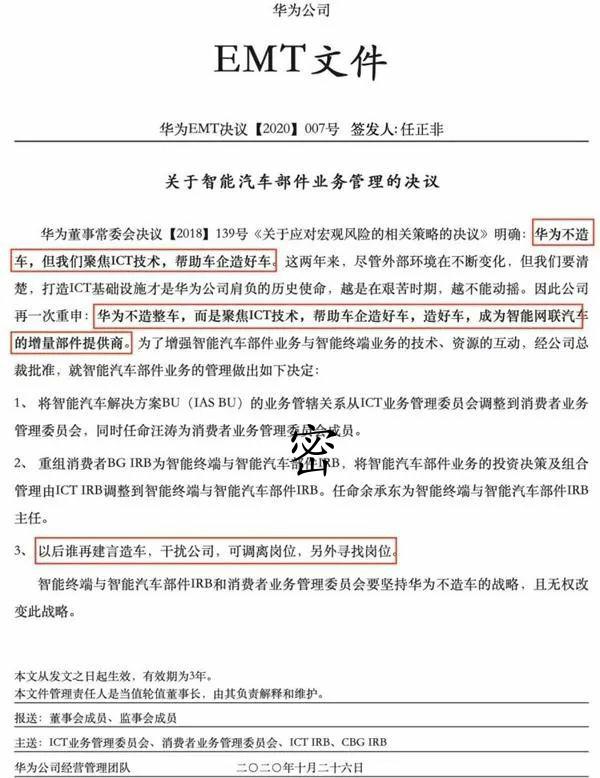 华为公司
EMT文件
华为EMT决议【2020】007号 签发人:任正非
关于智能汽车部件业务管理的决议
华为董事常委会决议【2018】139号《关于应对宏观风险的相关策略的决议》明确:华为不造
车，但我们聚焦ICT技术，帮助车企造好车。这两年来，尽管外部环境在不断变化，但我们要清
楚，打造ICT基础设施才是华为公司肩负的历史使命，越是在艰苦时期，越不能动摇。因此公司
再一次重申：华为不造整车，而是聚焦ICT技术，帮助车企造好车，造好车，成为智能网联汽车
的增量部件提供商。为了增强智能汽车部件业务与智能终端业务的技术、资源的互动，经公司总
裁批准，就智能汽车部件业务的管理做出如下决定：
1、 将智能汽车解决方案BU（IAS BU）的业务管辖关系从ICT业务管理委员会调整到消费者业务
管理委员会，同时任命汪涛为消费者业务管理委员会成员。
密
2、 重组消费者BG IRB为智能终端与智能汽车部件IRB，将智能汽车部件业务的投资决策及组合
管理由ICT IRB调整到智能终端与智能汽车部件IRB。任命余承东为智能终端与智能汽车部件IRB
主任。
3、 以后谁再建言造车，干扰公司，可调离岗位，另外寻找岗位。
智能终端与智能汽车部件IRB和消费者业务管理委员会要坚持华为不造车的战略，且无权改
变此战略。
本文从发文之日起生效，有效期为3年。
本文件管理责任人是当值轮值董事长，由其负责解释和维护。
报送：董事会成员、监事会成员
主送：ICT业务管理委员会、消费者业务管理委员会、ICT IRB、CBG IRB
华为公司经营管理团队 二〇二〇年十月二十六日